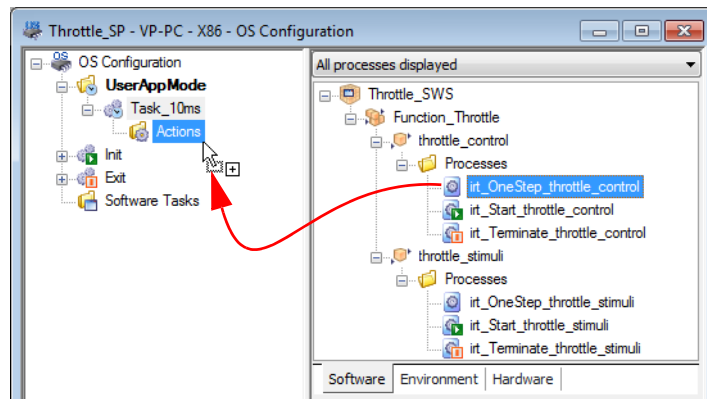 Throttle_SP - VP-PC - X86 - OS Configuration
OS Configuration
UserAppMode
Task_10ms
Actions
Init
Exit
Software Tasks
All processes displayed
Throttle_SWS
Function_Throttle
throttle_control
Processes
irt_OneStep_throttle_control
irt_Start_throttle_control
irt_Terminate_throttle_control
throttle_stimuli
Processes
irt_OneStep_throttle_stimuli
irt_Start_throttle_stimuli
irt_Terminate_throttle_stimuli
Software Environment Hardware